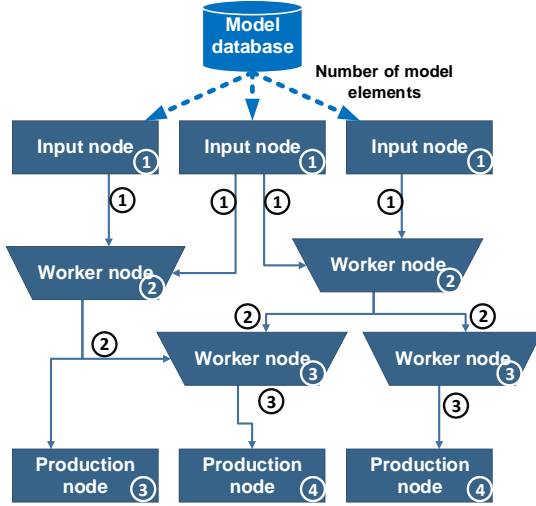 Model
database
Number of model
elements
Input node 1
Input node 1
Input node 1
1
1
1
1
Worker node 2
Worker node 2
2
2
2
Worker node 3
Worker node 3
3
3
Production
node 3
Production
node 4
Production
node 4